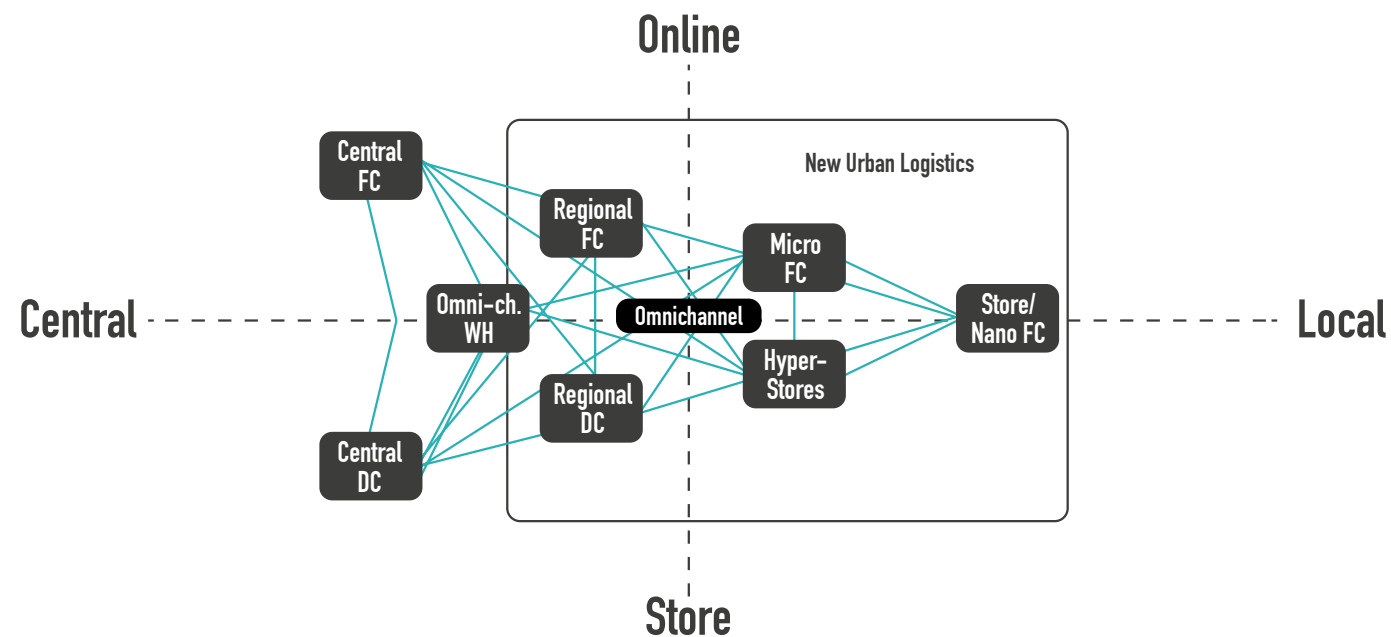 Online
New Urban Logistics
Central
FC
Regional
FC
Micro
FC
Central
Omni-ch.
WH
Omnichannel
Store/
Nano FC
Local
Hyper-
Stores
Regional
DC
Central
DC
Store